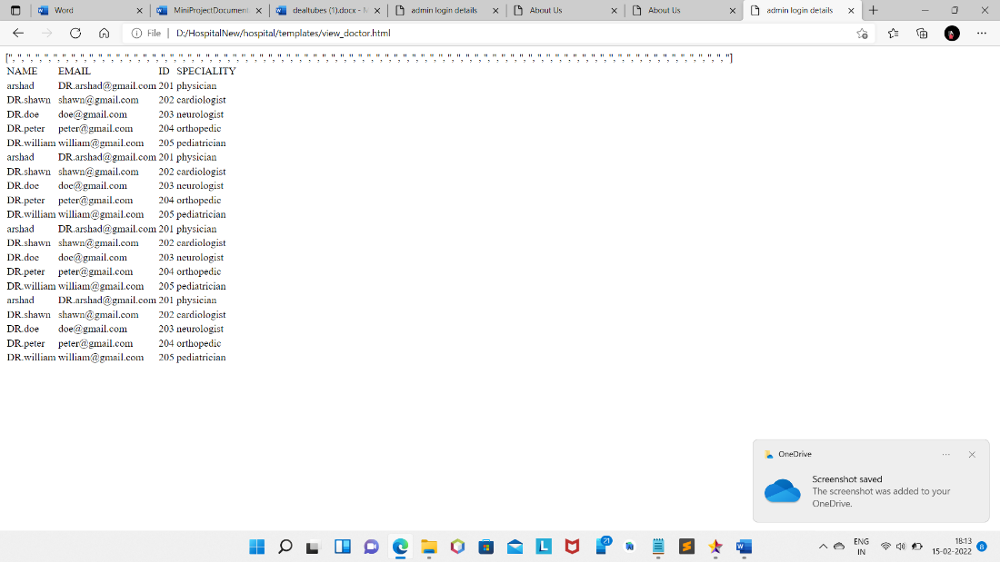 Word
MiniProjectDocument
dealtubes (1).docx - M
admin login details
About Us
About Us
admin login details
File | D:/HospitalNew/hospital/templates/view_doctor.html
NAME EMAIL ID SPECIALITY
arshad DR.arshad@gmail.com 201 physician
DR.shawn shawn@gmail.com 202 cardiologist
DR.doe doe@gmail.com 203 neurologist
DR.peter peter@gmail.com 204 orthopedic
DR.william william@gmail.com 205 pediatrician
arshad DR.arshad@gmail.com 201 physician
DR.shawn shawn@gmail.com 202 cardiologist
DR.doe doe@gmail.com 203 neurologist
DR.peter peter@gmail.com 204 orthopedic
DR.william william@gmail.com 205 pediatrician
arshad DR.arshad@gmail.com 201 physician
DR.shawn shawn@gmail.com 202 cardiologist
DR.doe doe@gmail.com 203 neurologist
DR.peter peter@gmail.com 204 orthopedic
DR.william william@gmail.com 205 pediatrician
arshad DR.arshad@gmail.com 201 physician
DR.shawn shawn@gmail.com 202 cardiologist
DR.doe doe@gmail.com 203 neurologist
DR.peter peter@gmail.com 204 orthopedic
DR.william william@gmail.com 205 pediatrician
OneDrive
Screenshot saved
The screenshot was added to your
OneDrive.
21
ENG
IN
18:13
15-02-2022
8